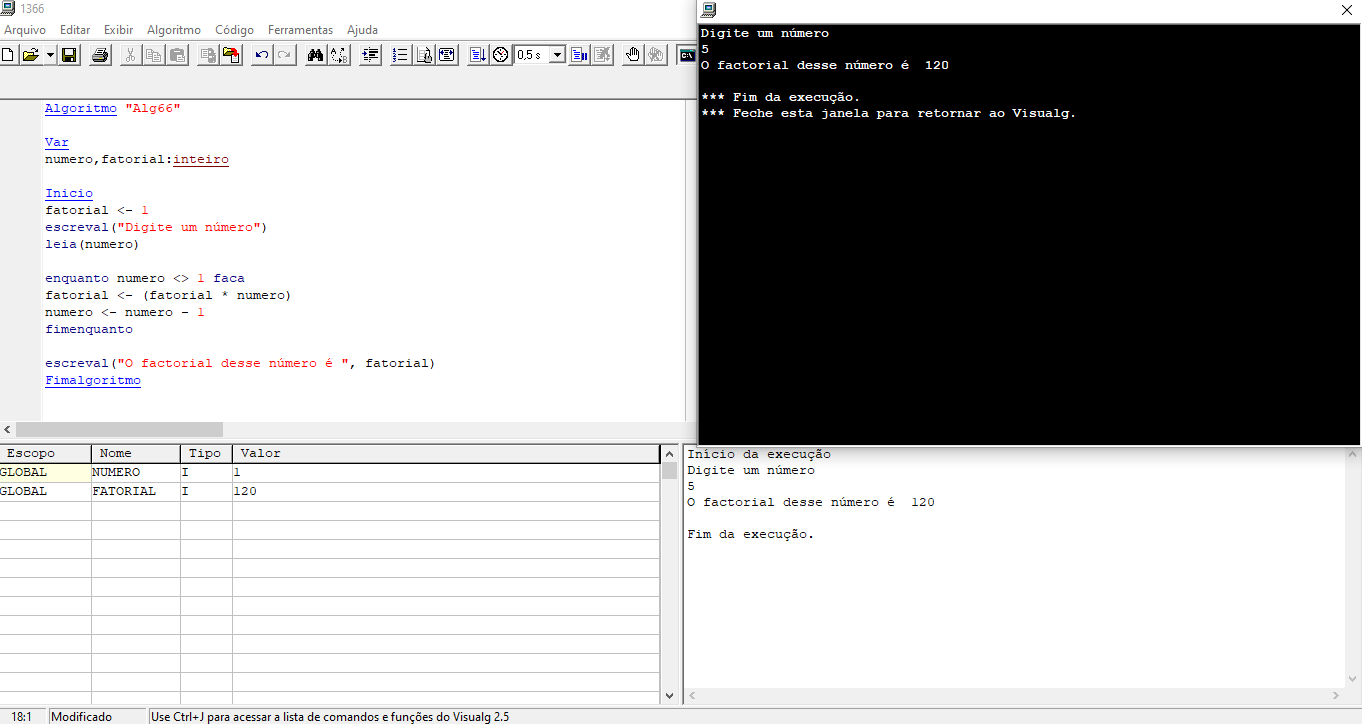 1366
Arquivo Editar Exibir Algoritmo Código Ferramentas Ajuda
0,5 s
C:\
Algoritmo "Alg66"
Var
numero,fatorial:inteiro
Inicio
fatorial <- 1
escreval("Digite um número")
leia(numero)
enquanto numero <> 1 faca
fatorial <- (fatorial * numero)
numero <- numero - 1
fimenquanto
escreval("O factorial desse número é ", fatorial)
Fimalgoritmo
Digite um número
5
O factorial desse número é  120
*** Fim da execução.
*** Feche esta janela para retornar ao Visualg.
Escopo Nome Tipo Valor
GLOBAL NUMERO I 1
GLOBAL FATORIAL I 120
Início da execução
Digite um número
5
O factorial desse número é  120
Fim da execução.
18:1 Modificado Use Ctrl+J para acessar a lista de comandos e funções do Visualg 2.5